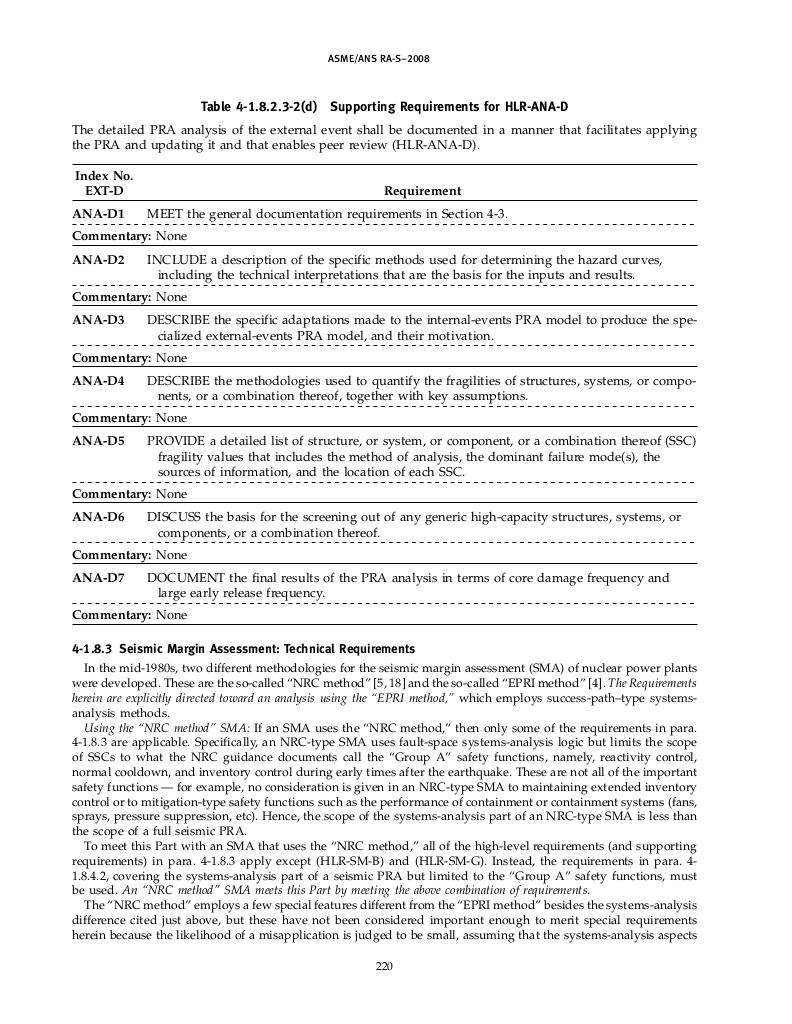 ASME/ANS RA-S–2008
Table 4-1.8.2.3-2(d) Supporting Requirements for HLR-ANA-D
The detailed PRA analysis of the external event shall be documented in a manner that facilitates applying
the PRA and updating it and that enables peer review (HLR-ANA-D).
Index No.
EXT-D Requirement
ANA-D1 MEET the general documentation requirements in Section 4-3.
Commentary: None
ANA-D2 INCLUDE a description of the specific methods used for determining the hazard curves,
including the technical interpretations that are the basis for the inputs and results.
Commentary: None
ANA-D3 DESCRIBE the specific adaptations made to the internal-events PRA model to produce the spe-
cialized external-events PRA model, and their motivation.
Commentary: None
ANA-D4 DESCRIBE the methodologies used to quantify the fragilities of structures, systems, or compo-
nents, or a combination thereof, together with key assumptions.
Commentary: None
ANA-D5 PROVIDE a detailed list of structure, or system, or component, or a combination thereof (SSC)
fragility values that includes the method of analysis, the dominant failure mode(s), the
sources of information, and the location of each SSC.
Commentary: None
ANA-D6 DISCUSS the basis for the screening out of any generic high-capacity structures, systems, or
components, or a combination thereof.
Commentary: None
ANA-D7 DOCUMENT the final results of the PRA analysis in terms of core damage frequency and
large early release frequency.
Commentary: None
4-1.8.3 Seismic Margin Assessment: Technical Requirements
In the mid-1980s, two different methodologies for the seismic margin assessment (SMA) of nuclear power plants
were developed. These are the so-called “NRC method” [5, 18] and the so-called “EPRI method” [4]. The Requirements
herein are explicitly directed toward an analysis using the “EPRI method,” which employs success-path–type systems-
analysis methods.
Using the “NRC method” SMA: If an SMA uses the “NRC method,” then only some of the requirements in para.
4-1.8.3 are applicable. Specifically, an NRC-type SMA uses fault-space systems-analysis logic but limits the scope
of SSCs to what the NRC guidance documents call the “Group A” safety functions, namely, reactivity control,
normal cooldown, and inventory control during early times after the earthquake. These are not all of the important
safety functions — for example, no consideration is given in an NRC-type SMA to maintaining extended inventory
control or to mitigation-type safety functions such as the performance of containment or containment systems (fans,
sprays, pressure suppression, etc). Hence, the scope of the systems-analysis part of an NRC-type SMA is less than
the scope of a full seismic PRA.
To meet this Part with an SMA that uses the “NRC method,” all of the high-level requirements (and supporting
requirements) in para. 4-1.8.3 apply except (HLR-SM-B) and (HLR-SM-G). Instead, the requirements in para. 4-
1.8.4.2, covering the systems-analysis part of a seismic PRA but limited to the “Group A” safety functions, must
be used. An “NRC method” SMA meets this Part by meeting the above combination of requirements.
The “NRC method” employs a few special features different from the “EPRI method” besides the systems-analysis
difference cited just above, but these have not been considered important enough to merit special requirements
herein because the likelihood of a misapplication is judged to be small, assuming that the systems-analysis aspects
220